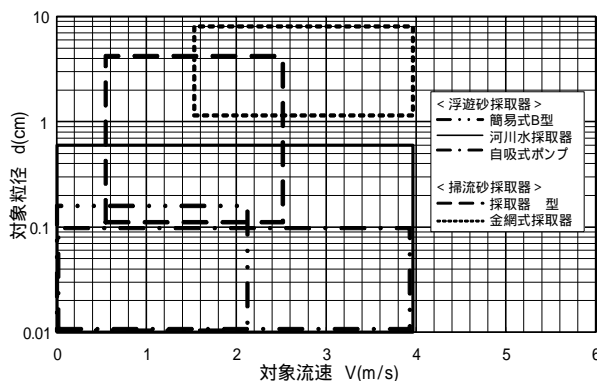 10
1
0.1
0.01
対象粒径 d(cm)
0 1 2 3 4 5 6
対象流速 V(m/s)
<浮遊砂採取器>
簡易式B型
河川水採取器
自吸式ポンプ
<掃流砂採取器>
採取器 型
金網式採取器